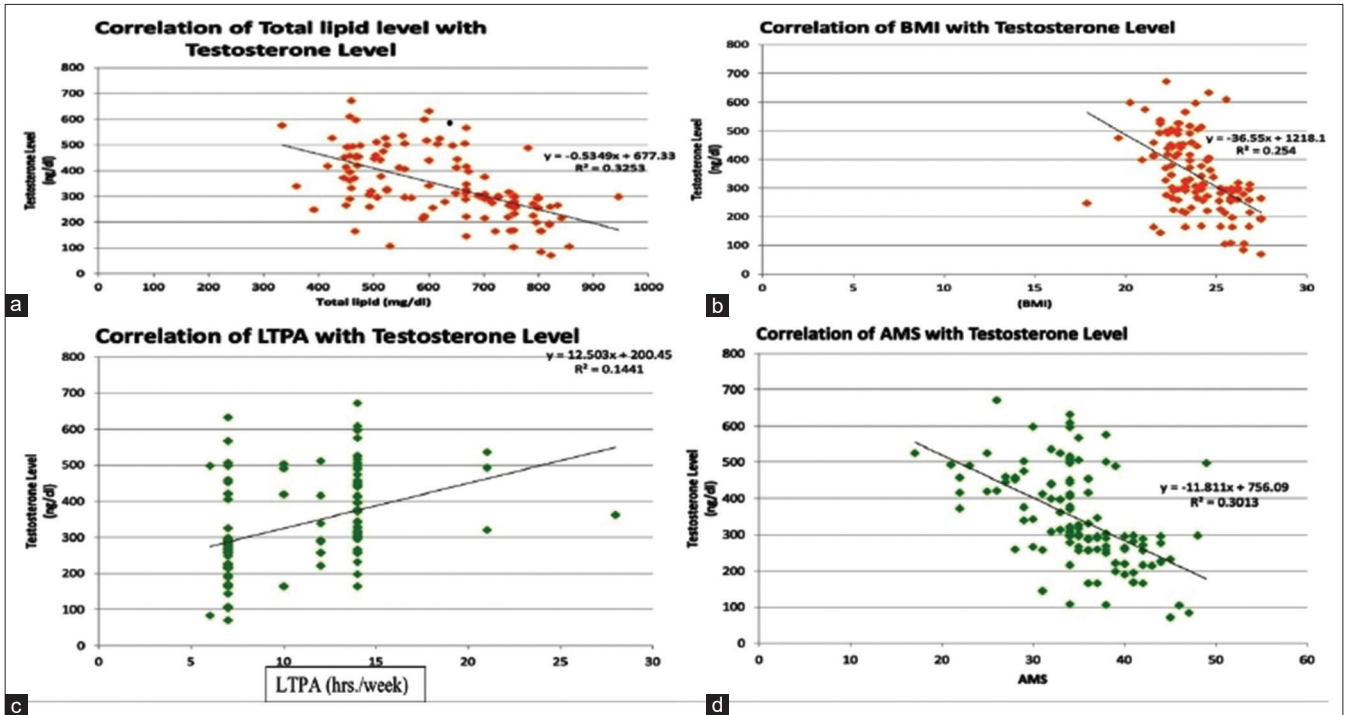 Correlation of Total lipid level with
Testosterone Level
800
700
600
500
400
300
200
100
0
Testosterone Level
(ng/dl)
y = -0.5349x + 677.33
R² = 0.3253
0 100 200 300 400 500 600 700 800 900 1000
Total lipid (mg/dl)
a
Correlation of BMI with Testosterone Level
800
700
600
500
400
300
200
100
0
Testosterone Level
(ng/dl)
y = -36.55x + 1218.1
R² = 0.254
0 5 10 15 20 25 30
(BMI)
b
Correlation of LTPA with Testosterone Level
y = 12.503x + 200.45
R² = 0.1441
800
700
600
500
400
300
200
100
0
Testosterone Level
(ng/dl)
0 5 10 15 20 25 30
LTPA (hrs./week)
c
Correlation of AMS with Testosterone Level
800
700
600
500
400
300
200
100
0
Testosterone Level
(ng/dl)
y = -11.811x + 756.09
R² = 0.3013
0 10 20 30 40 50 60
AMS
d